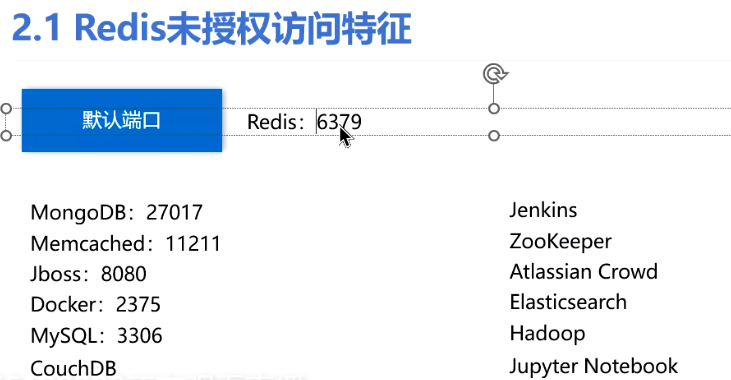 2.1 Redis未授权访问特征
默认端口
Redis：6379
MongoDB：27017
Memcached：11211
Jboss：8080
Docker：2375
MySQL：3306
CouchDB
Jenkins
ZooKeeper
Atlassian Crowd
Elasticsearch
Hadoop
Jupyter Notebook